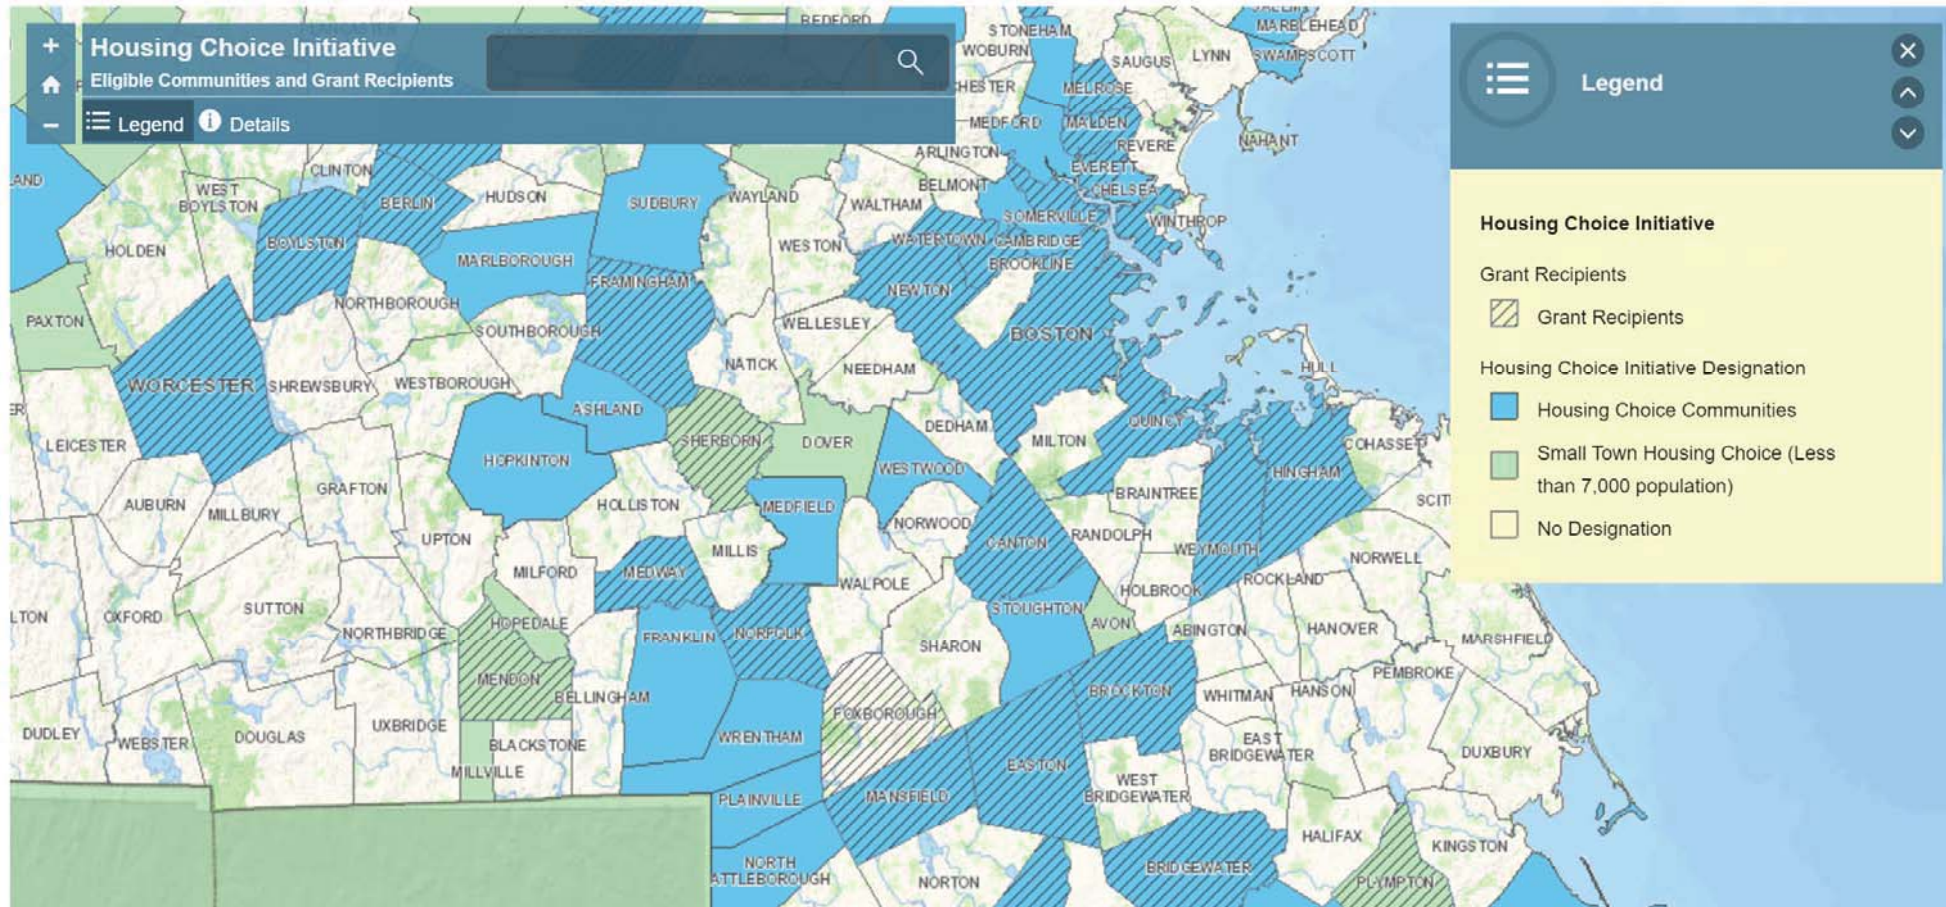 Housing Choice Initiative
Eligible Communities and Grant Recipients
Legend
Details
Legend
Housing Choice Initiative
Grant Recipients
Grant Recipients
Housing Choice Initiative Designation
Housing Choice Communities
Small Town Housing Choice (Less
than 7,000 population)
No Designation
BEDFORD
STONEHAM
MARBLEHEAD
WOBURN
SAUGUS
LYNN
SWAMPSCOTT
MELROSE
MEDFORD
MALDEN
REVERE
NAHANT
ARLINGTON
EVERETT
CLINTON
WEST
BOYLSTON
BERLIN
HUDSON
SUDBURY
WAYLAND
WALTHAM
BELMONT
CHELSEA
SOMERVILLE
WINTHROP
HOLDEN
BOYLSTON
MARLBOROUGH
WESTON
WATERTOWN
CAMBRIDGE
BROOKLINE
FRAMINGHAM
NEWTON
NORTHBOROUGH
PAXTON
SOUTHBOROUGH
WELLESLEY
BOSTON
NATICK
NEEDHAM
HULL
WORCESTER
SHREWSBURY
WESTBOROUGH
ASHLAND
LEICESTER
SHERBORN
DOVER
DEDHAM
MILTON
QUINCY
COHASSET
HOPKINTON
WESTWOOD
HINGHAM
GRAFTON
AUBURN
MILLBURY
HOLLISTON
MEDFIELD
NORWOOD
BRAINTREE
SCIT
UPTON
MILLIS
CANTON
RANDOLPH
WEYMOUTH
NORWELL
MILFORD
MEDWAY
WALPOLE
HOLBROOK
ROCKLAND
LTON
OXFORD
SUTTON
NORTHBRIDGE
HOPEDALE
FRANKLIN
NORFOLK
SHARON
STOUGHTON
AVON
ABINGTON
HANOVER
MARSHFIELD
MENDON
BELLINGHAM
BROCKTON
WHITMAN
HANSON
PEMBROKE
FOXBOROUGH
DUDLEY
WEBSTER
DOUGLAS
UXBRIDGE
BLACKSTONE
WRENTHAM
EAST
BRIDGEWATER
DUXBURY
MILLVILLE
EASTON
WEST
BRIDGEWATER
PLAINVILLE
MANSFIELD
HALIFAX
KINGSTON
NORTH
ATTLEBOROUGH
NORTON
BRIDGEWATER
PLYMPTON